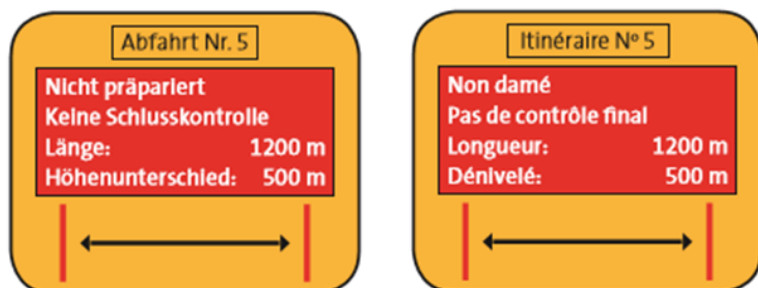 Abfahrt Nr. 5
Nicht präpariert
Keine Schlusskontrolle
Länge: 1200 m
Höhenunterschied: 500 m
Itinéraire Nº 5
Non damé
Pas de contrôle final
Longueur: 1200 m
Dénivelé: 500 m